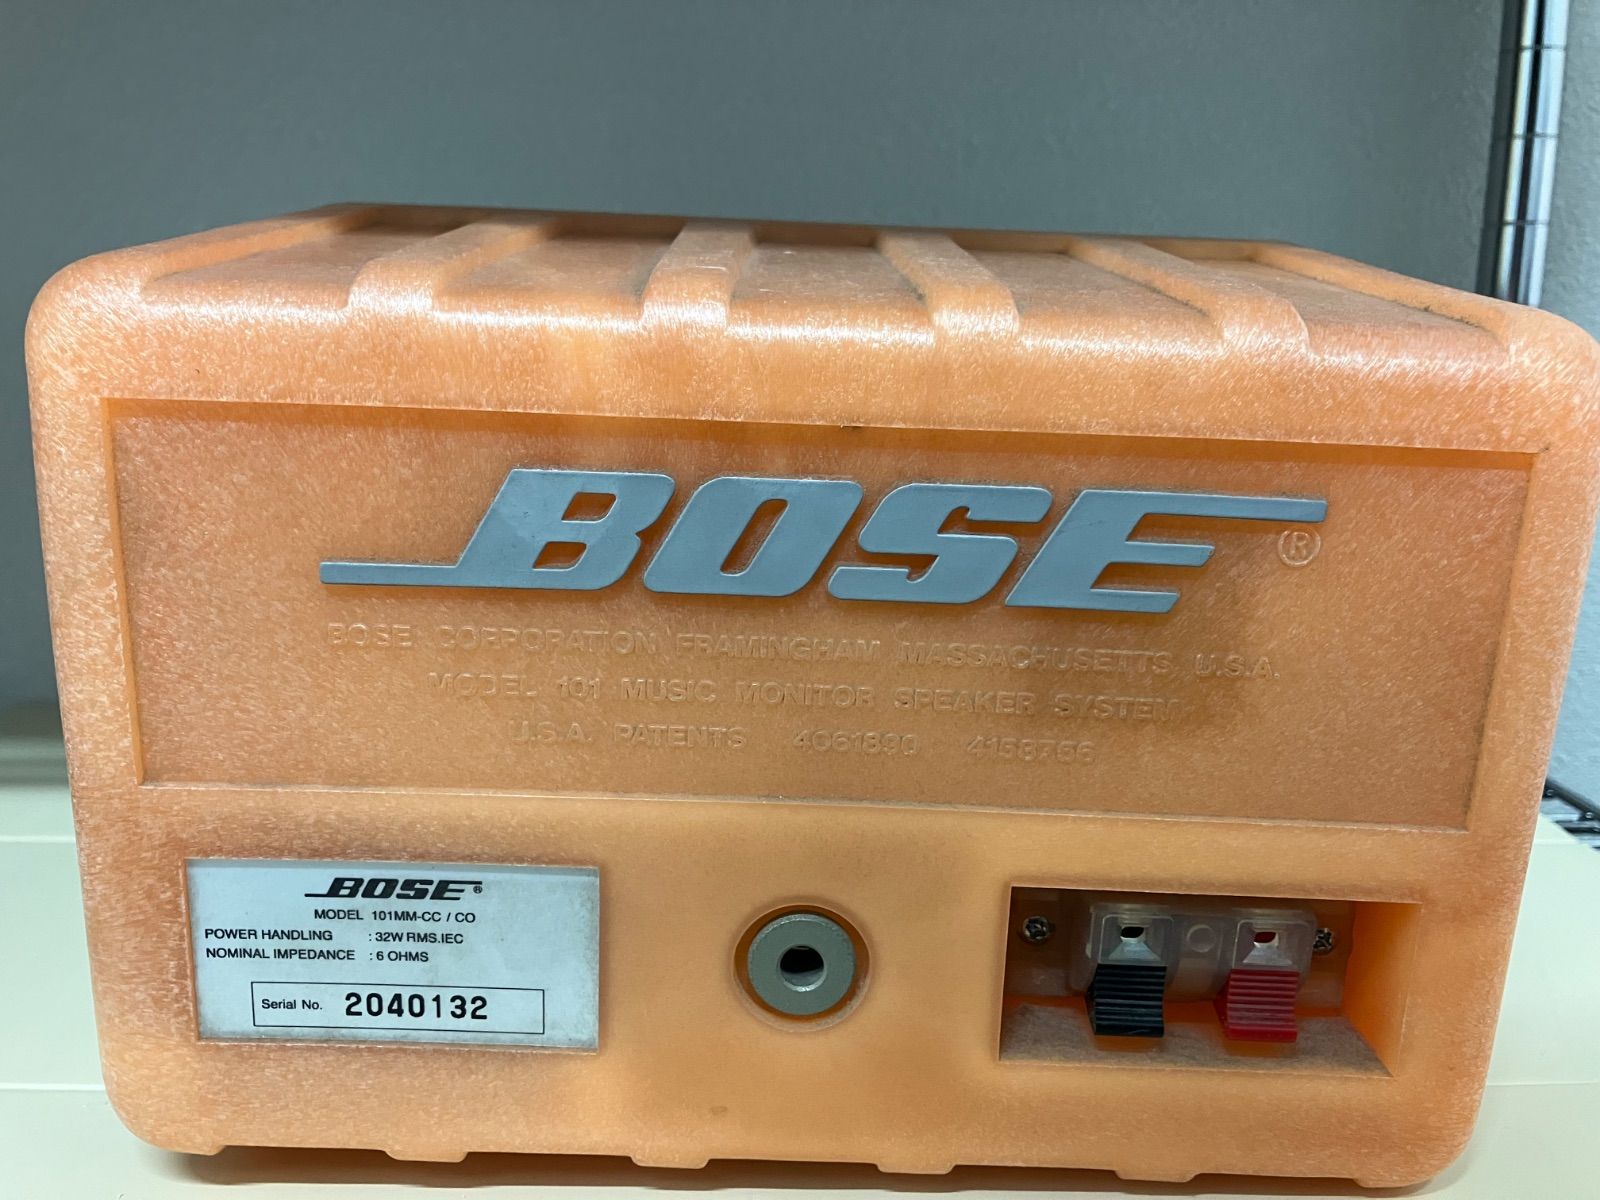 BOSE®
BOSE CORPORATION FRAMINGHAM MASSACHUSETTS U.S.A.
MODEL 101 MUSIC MONITOR SPEAKER SYSTEM
U.S.A. PATENTS 4061890 4158756
BOSE®
MODEL 101MM-CC / CO
POWER HANDLING : 32W RMS.IEC
NOMINAL IMPEDANCE : 6 OHMS
Serial No. 2040132